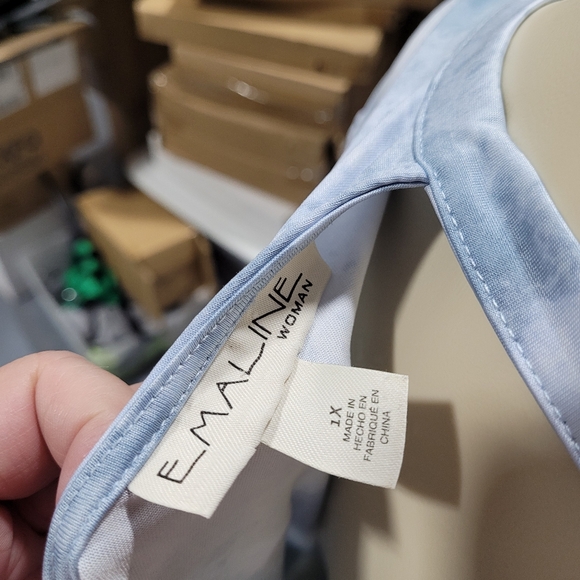 EMALINE
WOMAN
1X
MADE IN
HECHO EN
FABRIQUÉ EN
CHINA